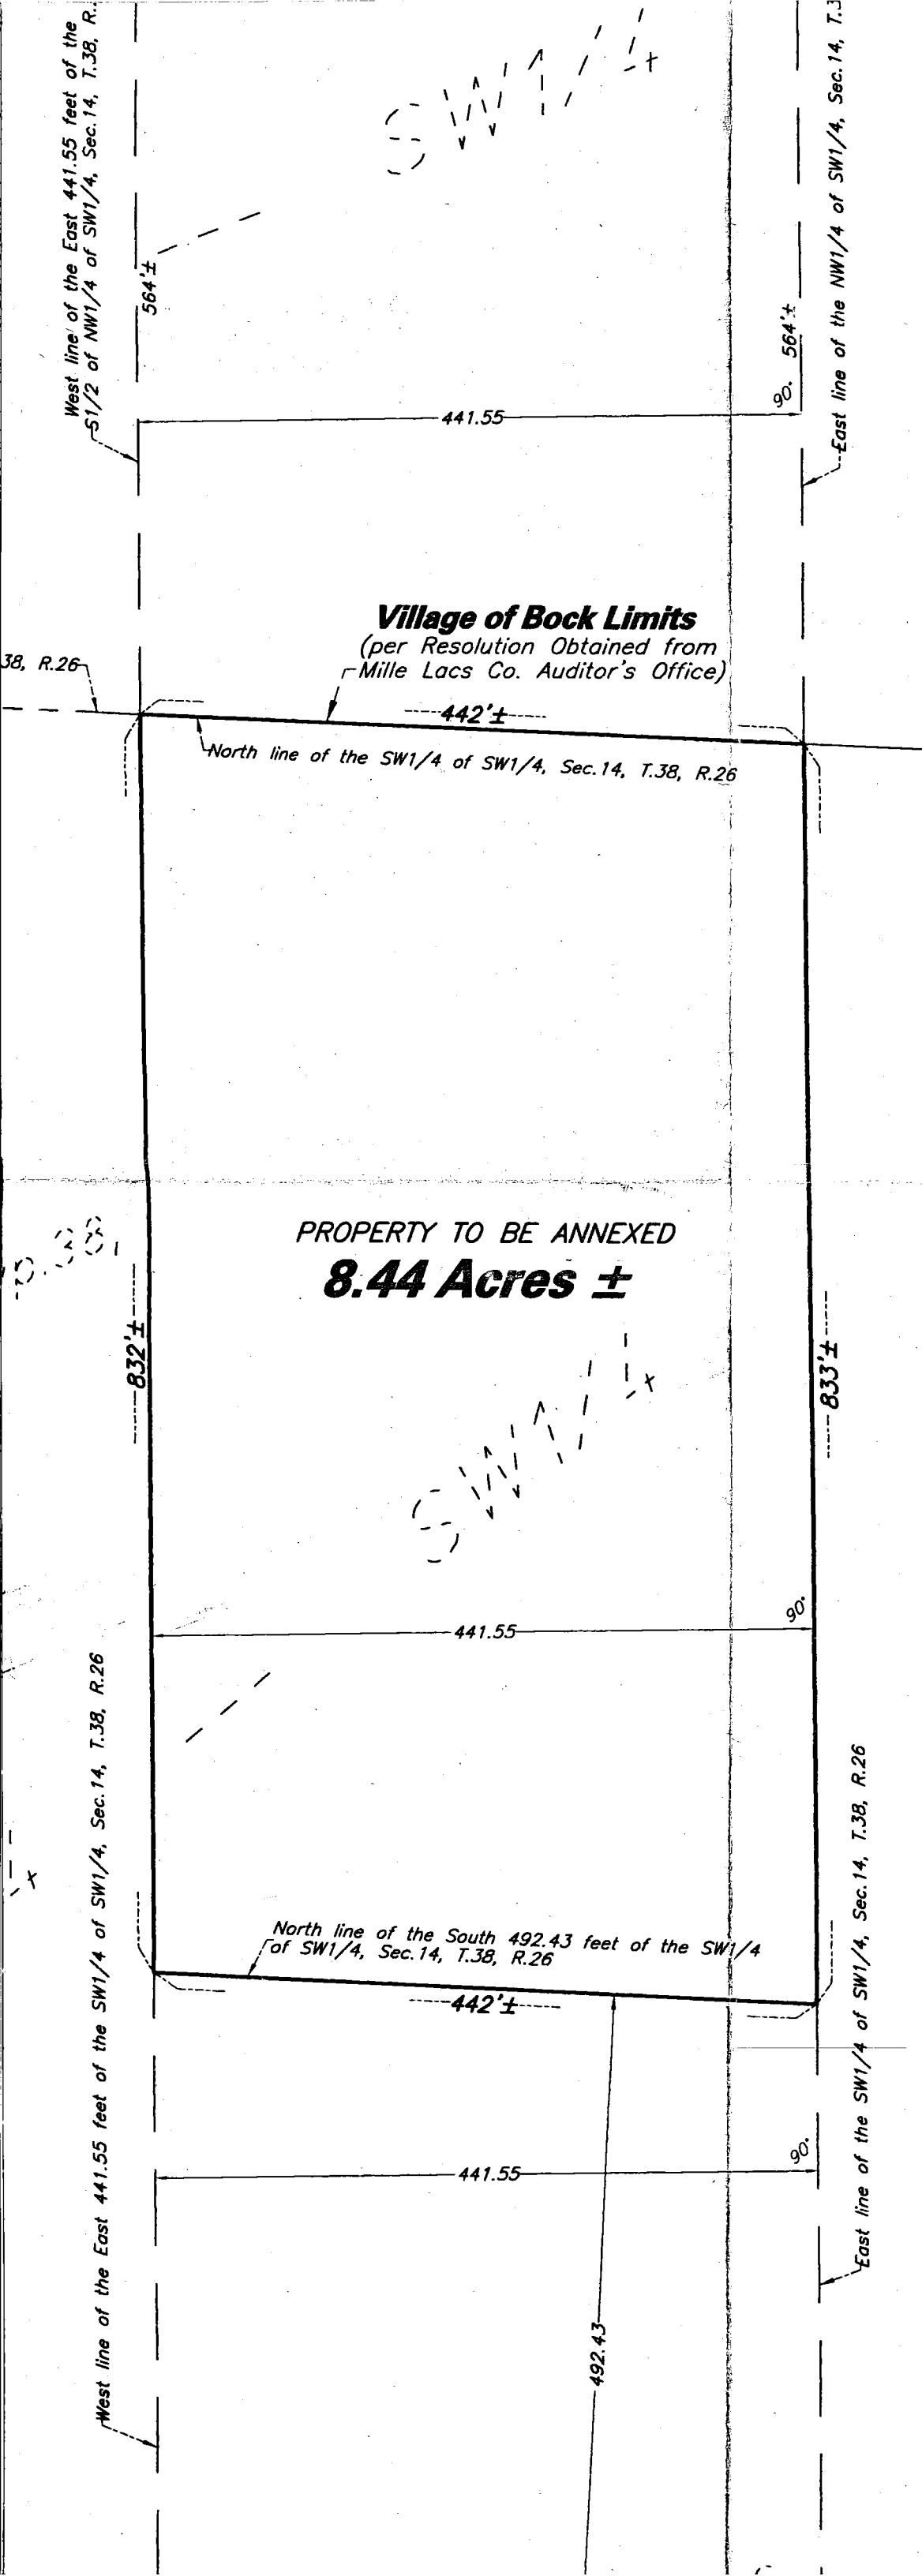 West line of the East 441.55 feet of the
S1/2 of NW1/4 of SW1/4, Sec.14, T.38, R.
SW1/4
East line of the NW1/4 of SW1/4, Sec.14, T.3
564'±
564'±
90.
441.55
Village of Bock Limits
(per Resolution Obtained from
Mille Lacs Co. Auditor's Office)
38, R.26
442'±
North line of the SW1/4 of SW1/4, Sec.14, T.38, R.26
PROPERTY TO BE ANNEXED
8.44 Acres ±
832'±
833'±
SW1/4
90.
441.55
West line of the East 441.55 feet of the SW1/4 of SW1/4, Sec.14, T.38, R.26
East line of the SW1/4 of SW1/4, Sec.14, T.38, R.26
North line of the South 492.43 feet of the SW1/4
of SW1/4, Sec.14, T.38, R.26
442'±
90.
441.55
492.43